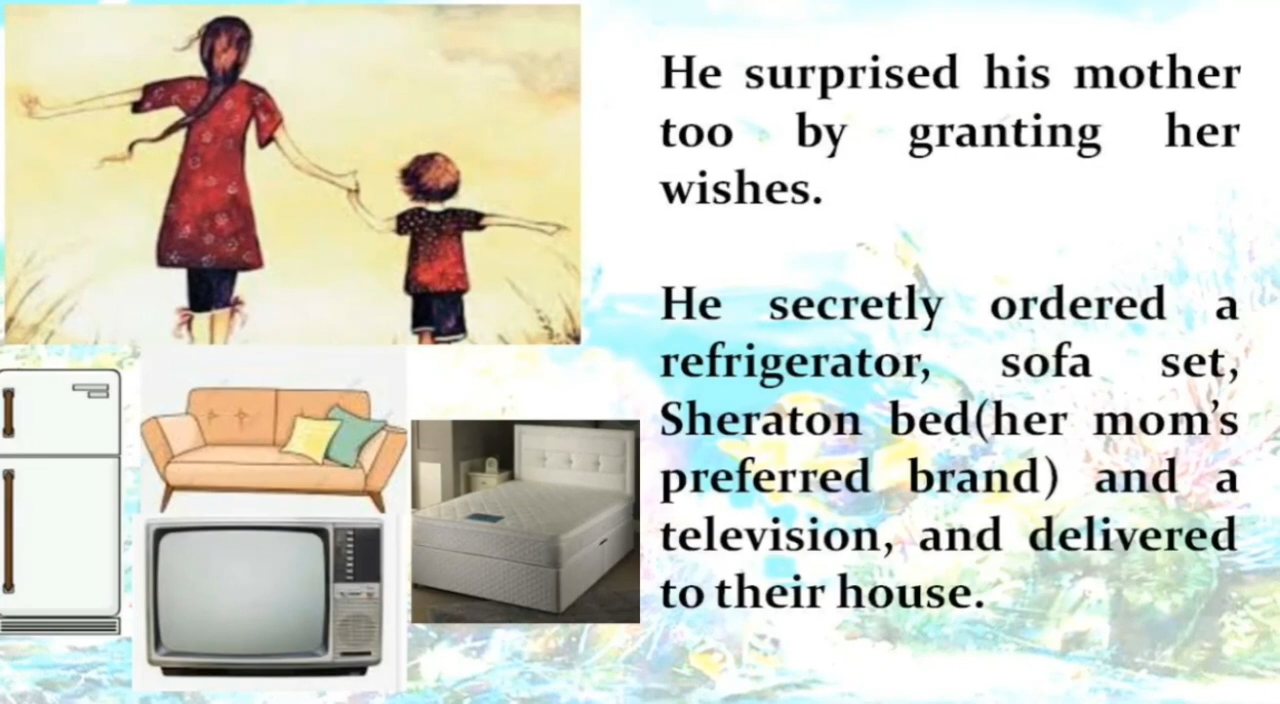 He surprised his mother
too by granting her
wishes.
He secretly ordered a
refrigerator, sofa set,
Sheraton bed(her mom's
preferred brand) and a
television, and delivered
to their house.